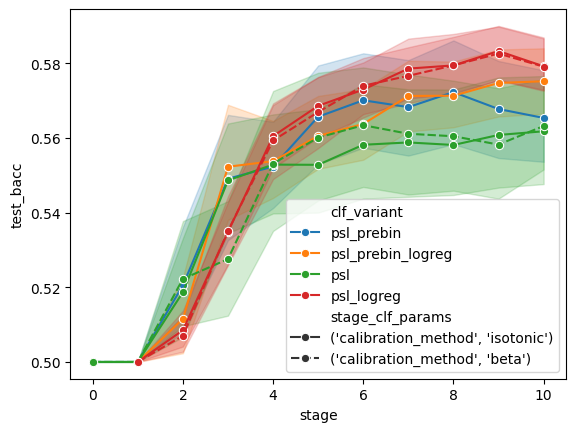 0.58
0.56
0.54
0.52
0.50
test_bacc
clf_variant
psl_prebin
psl_prebin_logreg
psl
psl_logreg
stage_clf_params
('calibration_method', 'isotonic')
('calibration_method', 'beta')
0 2 4 6 8 10
stage